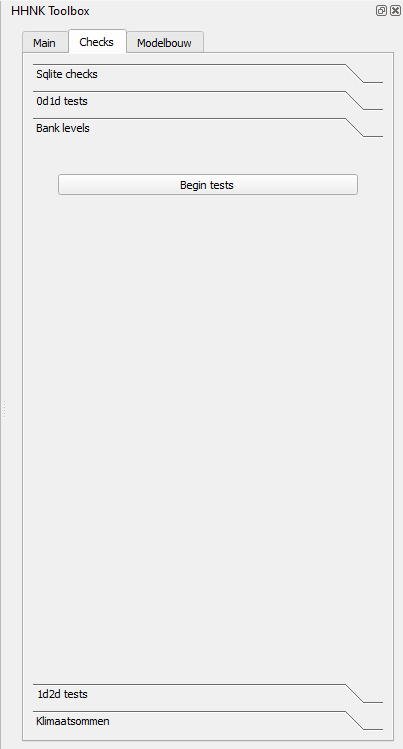 HHNK Toolbox
Main Checks Modelbouw
Sqlite checks
0d1d tests
Bank levels
Begin tests
1d2d tests
Klimaatsommen